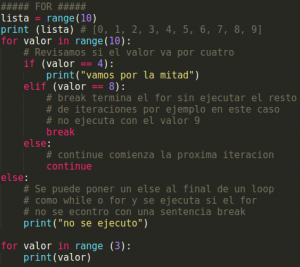 ##### FOR #####
lista = range(10)
print (lista) # [0, 1, 2, 3, 4, 5, 6, 7, 8, 9]
for valor in range(10):
# Revisamos si el valor va por cuatro
if (valor == 4):
print("vamos por la mitad")
elif (valor == 8):
# break termina el for sin ejecutar el resto
# de iteraciones por ejemplo en este caso
# no ejecuta con el valor 9
break
else:
# continue comienza la proxima iteracion
continue
else:
# Se puede poner un else al final de un loop
# como while o for y se ejecuta si el for
# no se econtro con una sentencia break
print("no se ejecuto")
for valor in range (3):
print(valor)